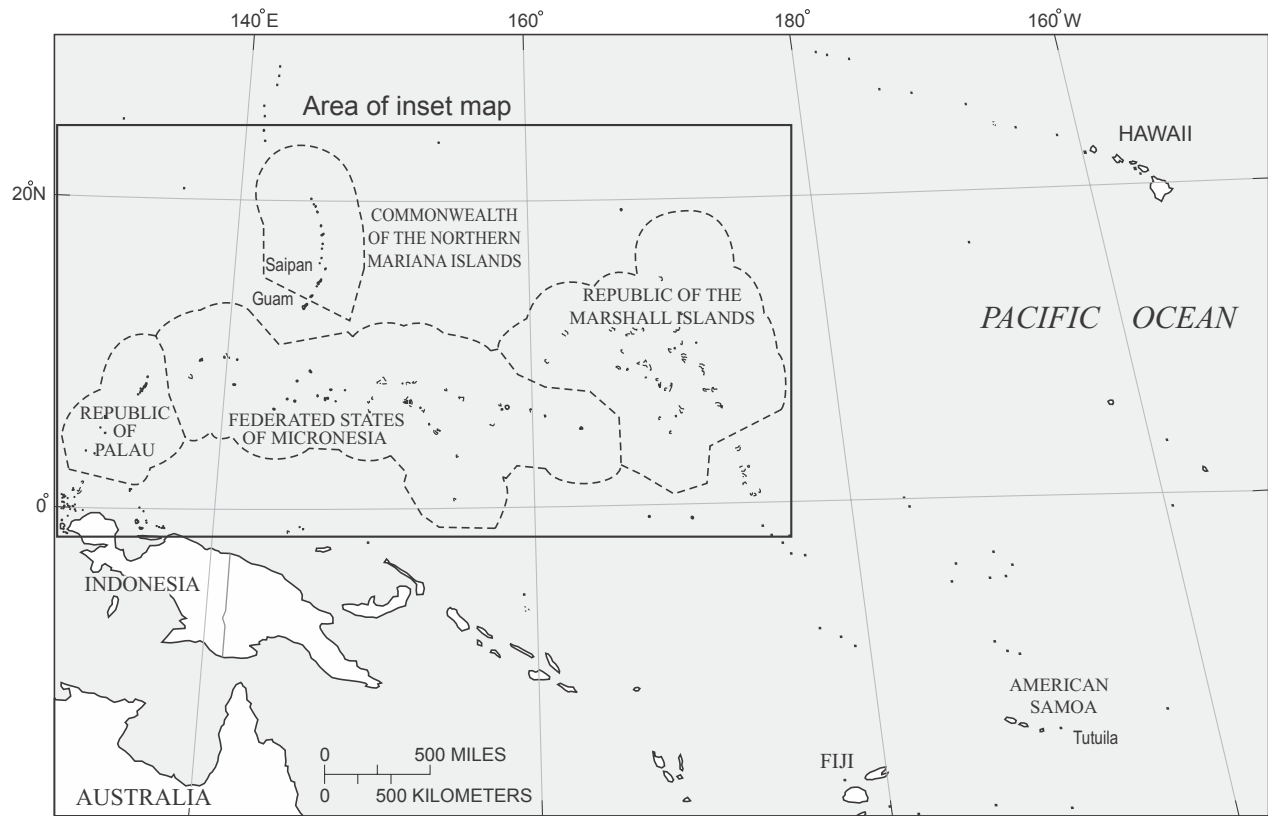 140°E
160°
180°
160°W
Area of inset map
HAWAII
20°N
COMMONWEALTH
OF THE NORTHERN
MARIANA ISLANDS
Saipan
Guam
REPUBLIC OF THE
MARSHALL ISLANDS
PACIFIC OCEAN
REPUBLIC
OF
PALAU
FEDERATED STATES
OF MICRONESIA
0°
INDONESIA
AMERICAN
SAMOA
Tutuila
FIJI
0 500 MILES
0 500 KILOMETERS
AUSTRALIA